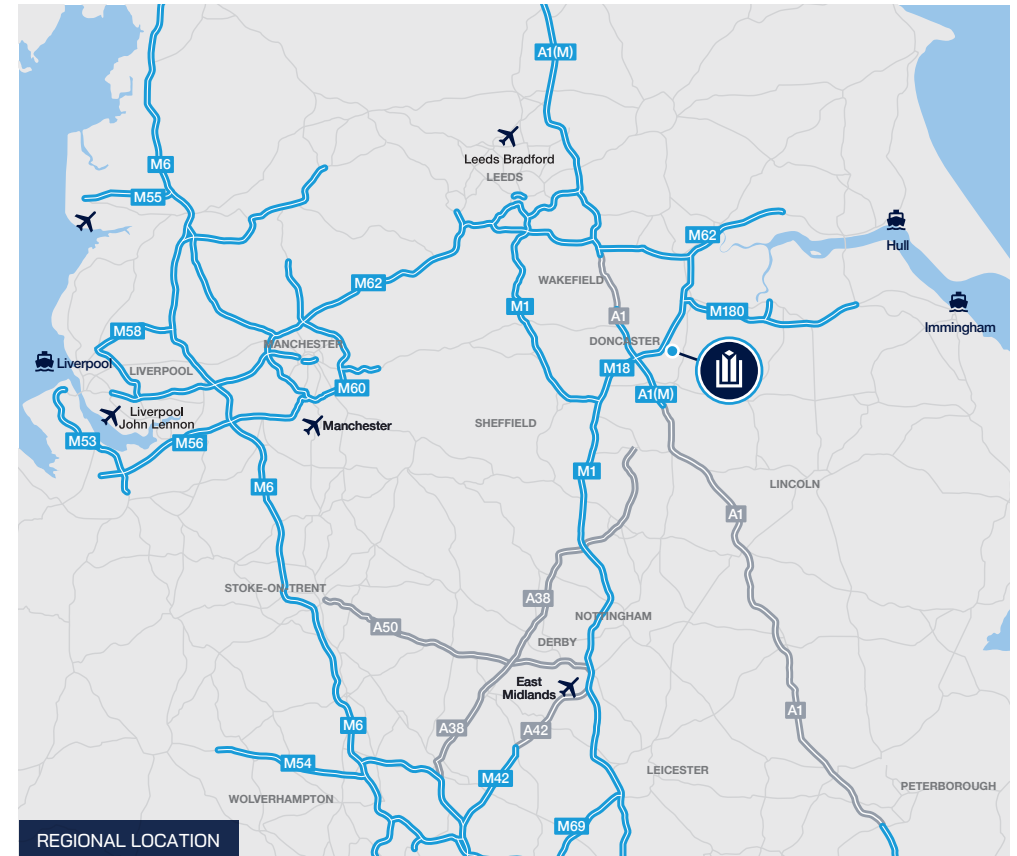 A1(M)
Leeds Bradford
LEEDS
M6
M55
M62
Hull
WAKEFIELD
M62
M1
M180
A1
Immingham
M58
MANCHESTER
DONCASTER
Liverpool
LIVERPOOL
M18
M60
A1(M)
Liverpool
John Lennon
Manchester
SHEFFIELD
M53
M56
M1
M6
LINCOLN
A1
STOKE-ON-TRENT
A38
NOTTINGHAM
A50
DERBY
East
Midlands
A1
M6
A38
A42
M54
LEICESTER
M42
PETERBOROUGH
WOLVERHAMPTON
M69
REGIONAL LOCATION